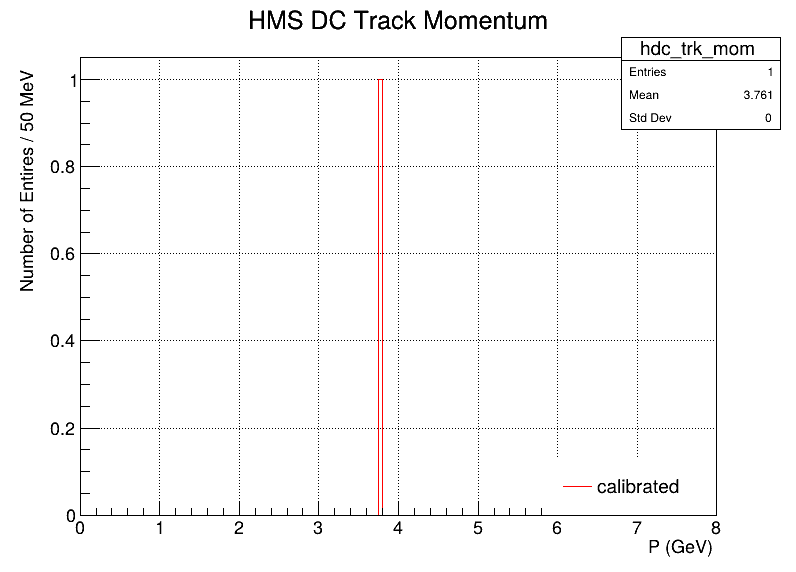 HMS DC Track Momentum
hdc_trk_mom
Entries 1
Mean 3.761
Std Dev 0
Number of Entires / 50 MeV
1
0.8
0.6
0.4
0.2
0
calibrated
0 1 2 3 4 5 6 7 8
P (GeV)